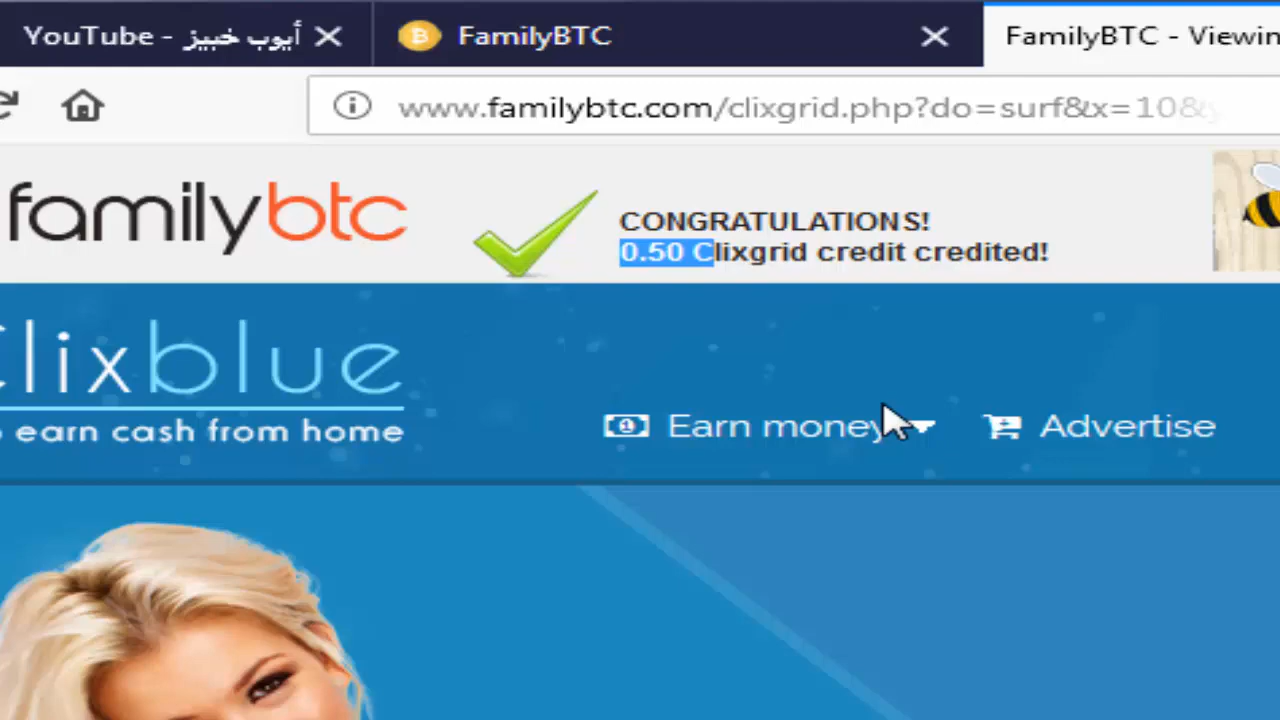 YouTube - أيوب خبيز
FamilyBTC
FamilyBTC - Viewin
www.familybtc.com/clixgrid.php?do=surf&x=10&
familybtc
CONGRATULATIONS!
0.50 Clixgrid credit credited!
Clixblue
earn cash from home
Earn money
Advertise